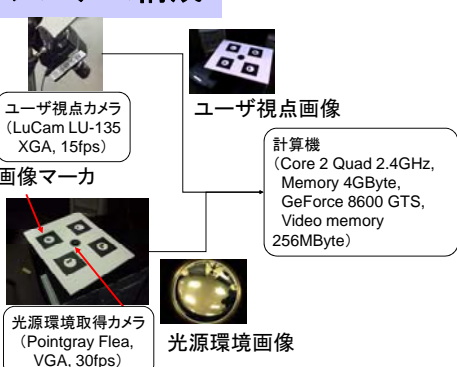 構成
ユーザ視点カメラ
（LuCam LU-135
XGA, 15fps）
ユーザ視点画像
計算機
（Core 2 Quad 2.4GHz,
Memory 4GByte,
GeForce 8600 GTS,
Video memory
256MByte）
画像マーカ
光源環境取得カメラ
（Pointgray Flea,
VGA, 30fps）
光源環境画像